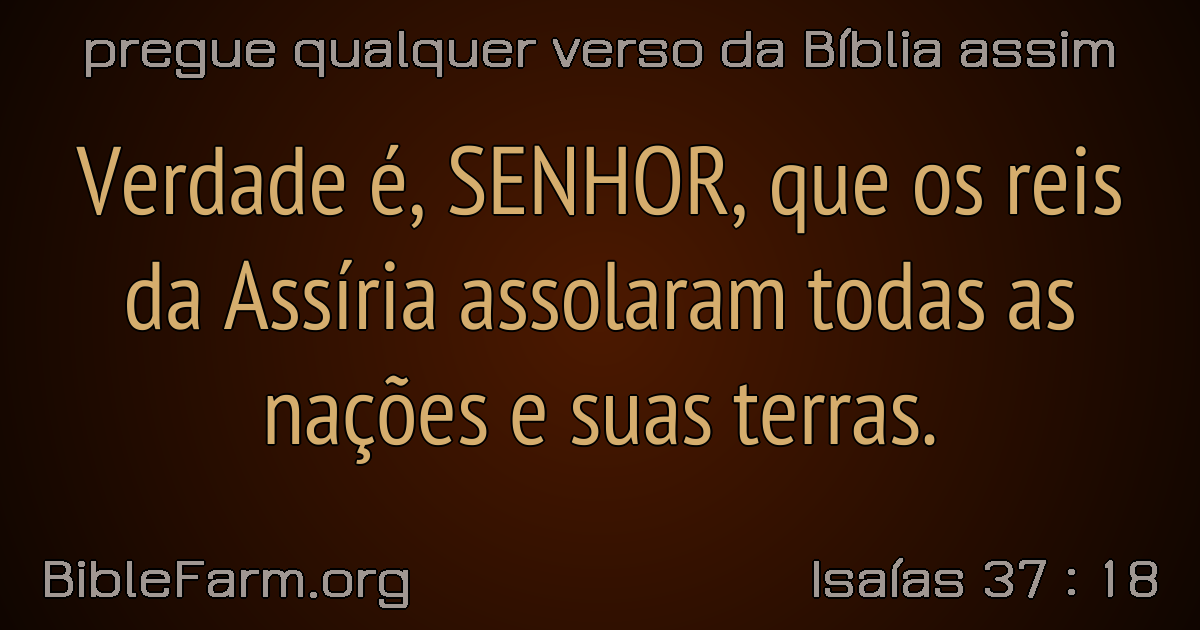 pregue qualquer verso da Bíblia assim
Verdade é, SENHOR, que os reis
da Assíria assolaram todas as
nações e suas terras.
BibleFarm.org
Isaías 37 : 18